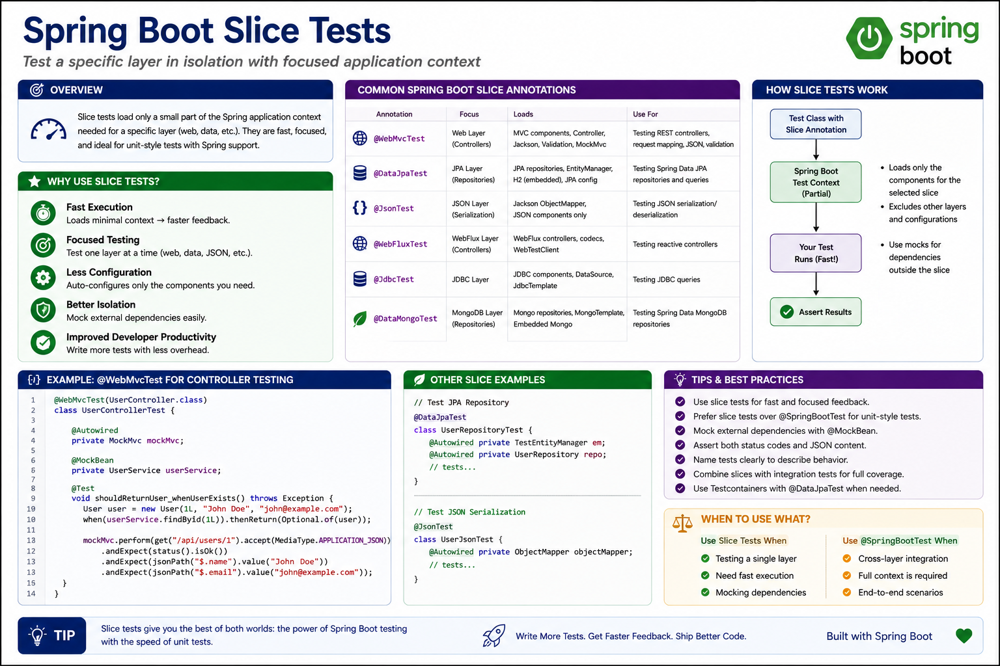 Spring Boot Slice Tests
Test a specific layer in isolation with focused application context
spring
boot
OVERVIEW
Slice tests load only a small part of the Spring application context
needed for a specific layer (web, data, etc.). They are fast, focused,
and ideal for unit-style tests with Spring support.
WHY USE SLICE TESTS?
Fast Execution
Loads minimal context → faster feedback.
Focused Testing
Test one layer at a time (web, data, JSON, etc.).
Less Configuration
Auto-configures only the components you need.
Better Isolation
Mock external dependencies easily.
Improved Developer Productivity
Write more tests with less overhead.
COMMON SPRING BOOT SLICE ANNOTATIONS
Annotation Focus Loads Use For
@WebMvcTest
Web Layer
(Controllers)
MVC components, Controller,
Jackson, Validation, MockMvc
Testing REST controllers,
request mapping, JSON, validation
@DataJpaTest
JPA Layer
(Repositories)
JPA repositories, EntityManager,
H2 (embedded), JPA config
Testing Spring Data JPA
repositories and queries
@JsonTest
JSON Layer
(Serialization)
Jackson ObjectMapper,
JSON components only
Testing JSON serialization/
deserialization
@WebFluxTest
WebFlux Layer
(Controllers)
WebFlux controllers, codecs,
WebTestClient
Testing reactive controllers
@JdbcTest
JDBC Layer
JDBC components, DataSource,
JdbcTemplate
Testing JDBC queries
@DataMongoTest
MongoDB Layer
(Repositories)
Mongo repositories, MongoTemplate,
Embedded Mongo
Testing Spring Data MongoDB
repositories
HOW SLICE TESTS WORK
Test Class with
Slice Annotation
Spring Boot
Test Context
(Partial)
Your Test
Runs (Fast!)
Assert Results
• Loads only the
components for the
selected slice
• Excludes other layers
and configurations
• Use mocks for
dependencies
outside the slice
EXAMPLE: @WebMvcTest FOR CONTROLLER TESTING
1 @WebMvcTest(UserController.class)
2 class UserControllerTest {
3
4 @Autowired
4 private MockMvc mockMvc;
5
6 @MockBean
6 private UserService userService;
7
8 @Test
9 void shouldReturnUser_whenUserExists() throws Exception {
19 User user = new User(1L, "John Doe", "john@example.com");
10 when(userService.findById(1L)).thenReturn(Optional.of(user));
11
13 mockMvc.perform(get("/api/users/1").accept(MediaType.APPLICATION_JSON))
12 .andExpect(status().isOk())
13 .andExpect(jsonPath("$.name").value("John Doe"))
13 .andExpect(jsonPath("$.email").value("john@example.com"));
15 }
14 }
OTHER SLICE EXAMPLES
// Test JPA Repository
@DataJpaTest
class UserRepositoryTest {
@Autowired private TestEntityManager em;
@Autowired private UserRepository repo;
// tests...
}
// Test JSON Serialization
@JsonTest
class UserJsonTest {
@Autowired private ObjectMapper objectMapper;
// tests...
}
TIPS & BEST PRACTICES
Use slice tests for fast and focused feedback.
Prefer slice tests over @SpringBootTest for unit-style tests.
Mock external dependencies with @MockBean.
Assert both status codes and JSON content.
Name tests clearly to describe behavior.
Combine slices with integration tests for full coverage.
Use Testcontainers with @DataJpaTest when needed.
WHEN TO USE WHAT?
Use Slice Tests When
Testing a single layer
Need fast execution
Mocking dependencies
Use @SpringBootTest When
Cross-layer integration
Full context is required
End-to-end scenarios
TIP
Slice tests give you the best of both worlds: the power of Spring Boot testing
with the speed of unit tests.
Write More Tests. Get Faster Feedback. Ship Better Code.
Built with Spring Boot